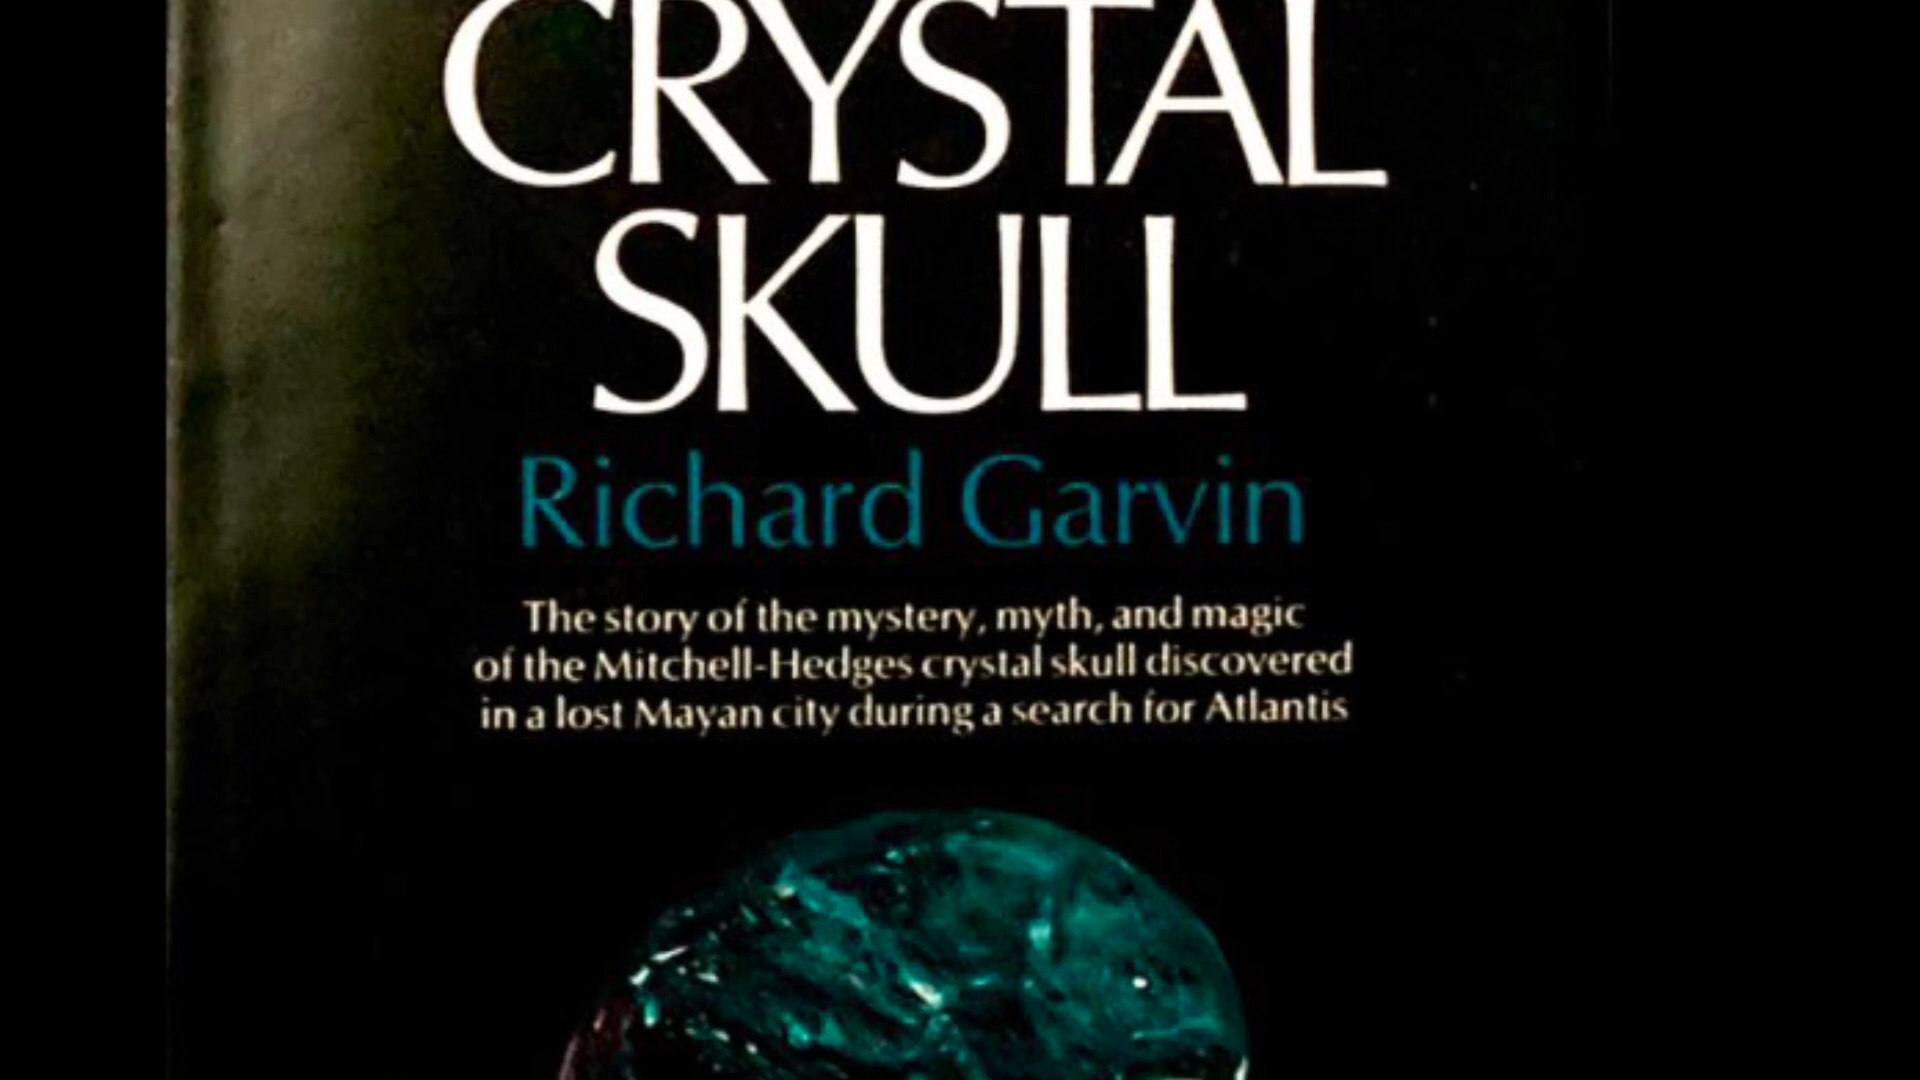 CRYSTAL
SKULL
Richard Garvin
The story of the mystery, myth, and magic
of the Mitchell-Hedges crystal skull discovered
in a lost Mayan city during a search for Atlantis